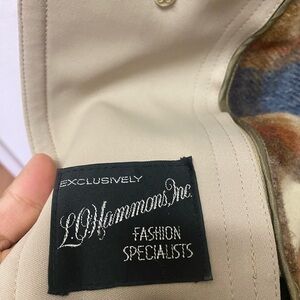 EXCLUSIVELY
L.O. Hammons, Inc.
FASHION
SPECIALISTS